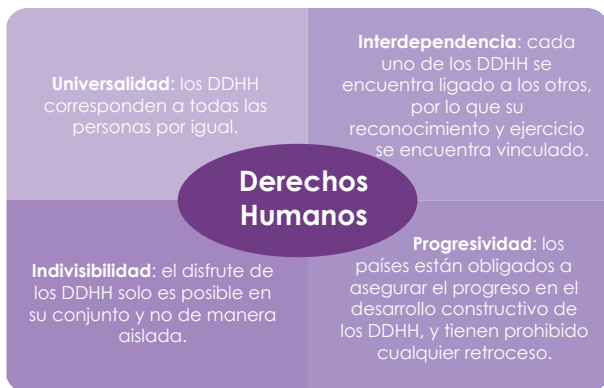 Universalidad: los DDHH
corresponden a todas las
personas por igual.
Interdependencia: cada
uno de los DDHH se
encuentra ligado a los otros,
por lo que su
reconocimiento y ejercicio
se encuentra vinculado.
Derechos
Humanos
Indivisibilidad: el disfrute de
los DDHH solo es posible en
su conjunto y no de manera
aislada.
Progresividad: los
países están obligados a
asegurar el progreso en el
desarrollo constructivo de
los DDHH, y tienen prohibido
cualquier retroceso.